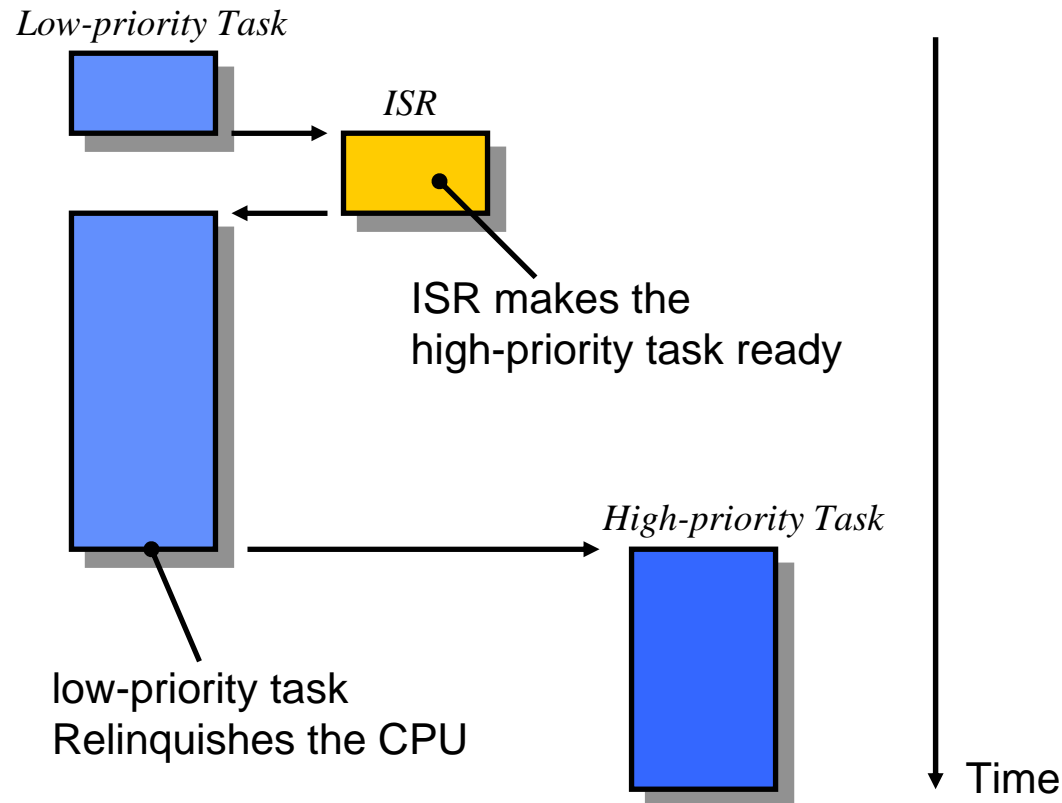 Low-priority Task
ISR
ISR makes the
high-priority task ready
High-priority Task
low-priority task
Relinquishes the CPU
Time